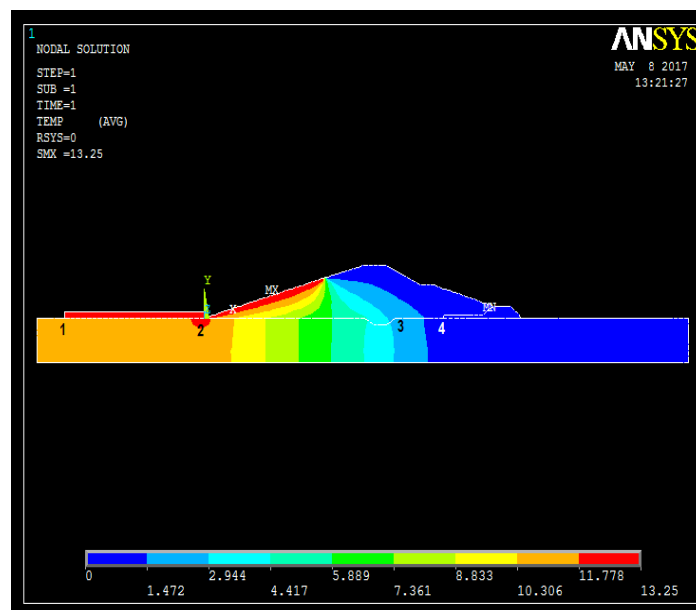 1
NODAL SOLUTION
STEP=1
SUB =1
TIME=1
TEMP (AVG)
RSYS=0
SMX =13.25
ANSYS
MAY 8 2017
13:21:27
Y
MX
X
MN
1
2
3
4
0 2.944 5.889 8.833 11.778
1.472 4.417 7.361 10.306 13.25